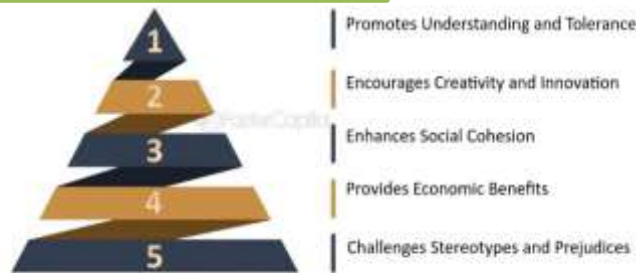 1
Promotes Understanding and Tolerance
2
Encourages Creativity and Innovation
3
Enhances Social Cohesion
4
Provides Economic Benefits
5
Challenges Stereotypes and Prejudices